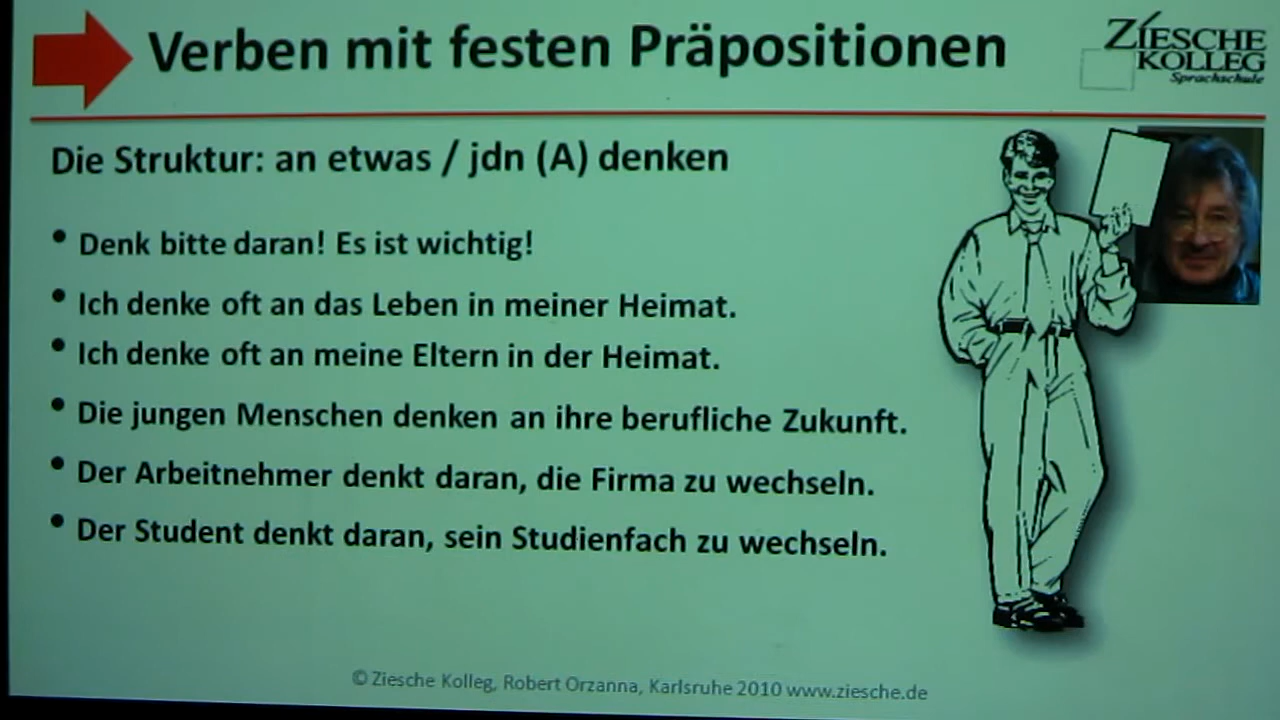 Verben mit festen Präpositionen
ZIESCHE
KOLLEG
Sprachschule
Die Struktur: an etwas / jdn (A) denken
• Denk bitte daran! Es ist wichtig!
• Ich denke oft an das Leben in meiner Heimat.
• Ich denke oft an meine Eltern in der Heimat.
• Die jungen Menschen denken an ihre berufliche Zukunft.
• Der Arbeitnehmer denkt daran, die Firma zu wechseln.
• Der Student denkt daran, sein Studienfach zu wechseln.
© Ziesche Kolleg, Robert Orzanna, Karlsruhe 2010 www.ziesche.de